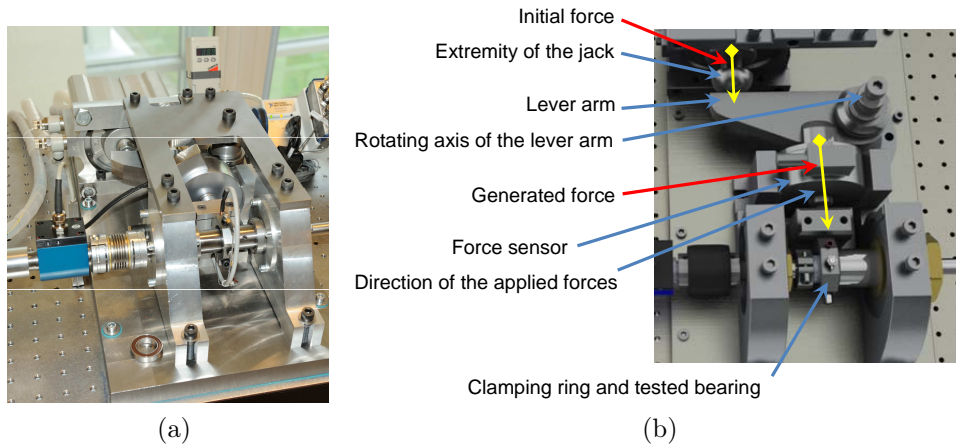 Initial force
Extremity of the jack
Lever arm
Rotating axis of the lever arm
Generated force
Force sensor
Direction of the applied forces
Clamping ring and tested bearing
(a)
(b)